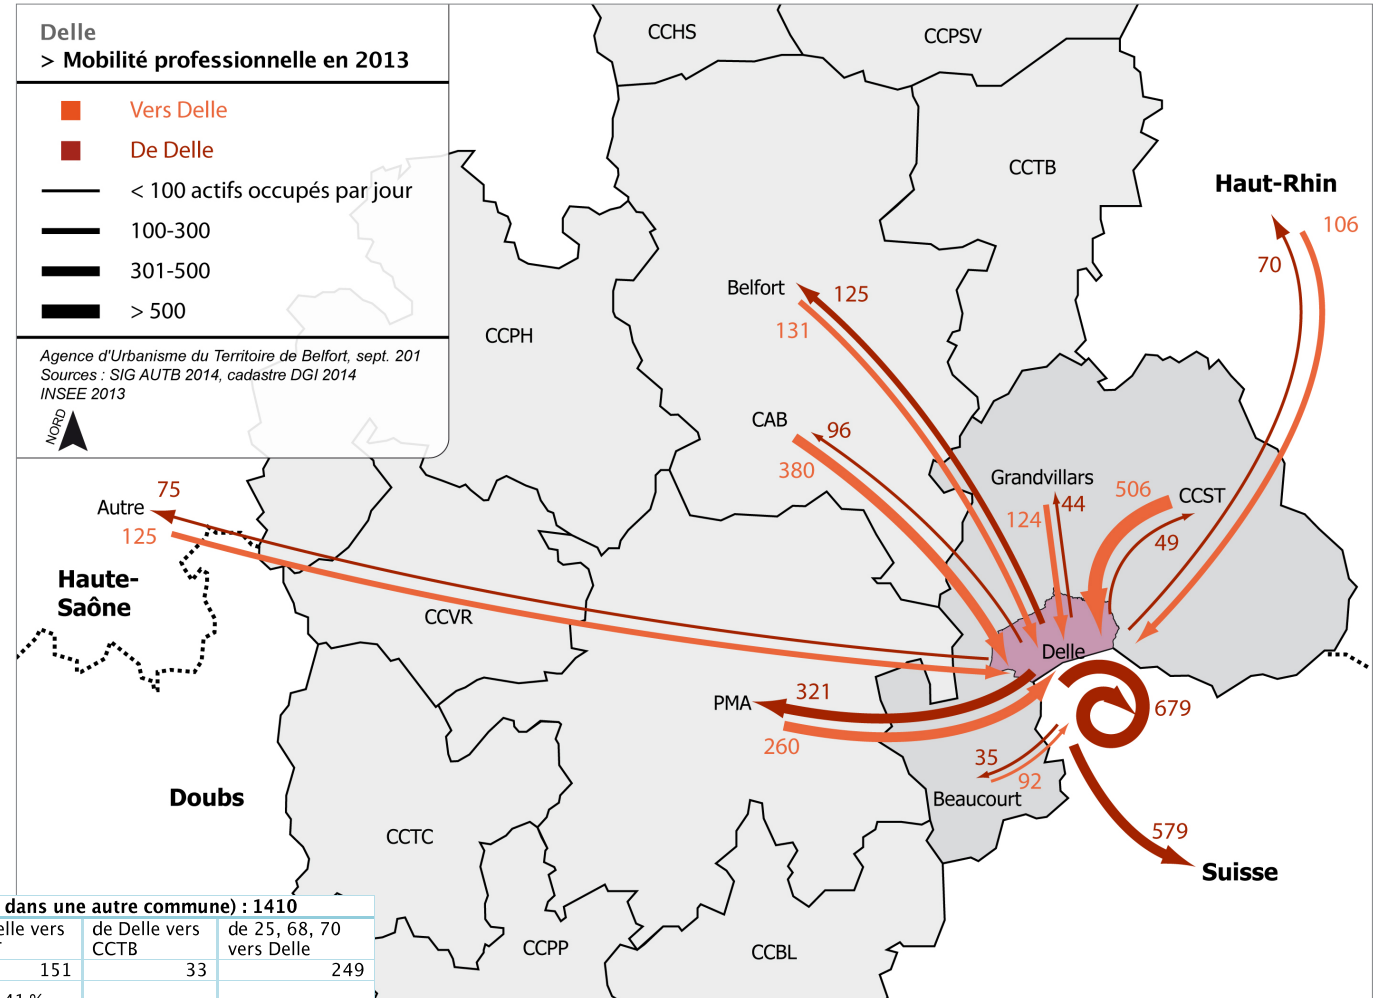 Delle
> Mobilité professionnelle en 2013
Vers Delle
De Delle
< 100 actifs occupés par jour
100-300
301-500
> 500
Agence d'Urbanisme du Territoire de Belfort, sept. 201
Sources : SIG AUTB 2014, cadastre DGI 2014
INSEE 2013
NORD
CCHS
CCPSV
CCTB
Haut-Rhin
106
70
Belfort
125
131
CCPH
CAB
96
380
Grandvillars
124
44
506
CCST
49
Autre
75
125
Haute-
Saône
CCVR
Delle
PMA
321
260
679
35
92
Beaucourt
Doubs
579
Suisse
CCTC
CCPP
CCBL
dans une autre commune) : 1410
elle vers
de Delle vers
CCTB
de 25, 68, 70
vers Delle
151
33
249
41 %